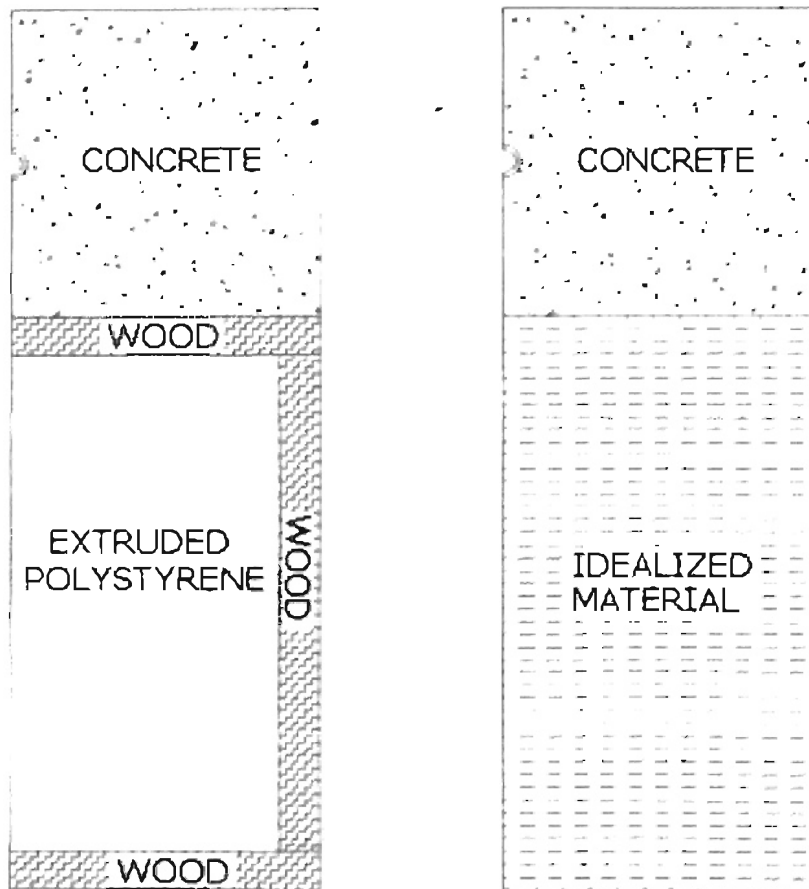 CONCRETE
WOOD
EXTRUDED
POLYSTYRENE
WOOD
WOOD
CONCRETE
IDEALIZED
MATERIAL